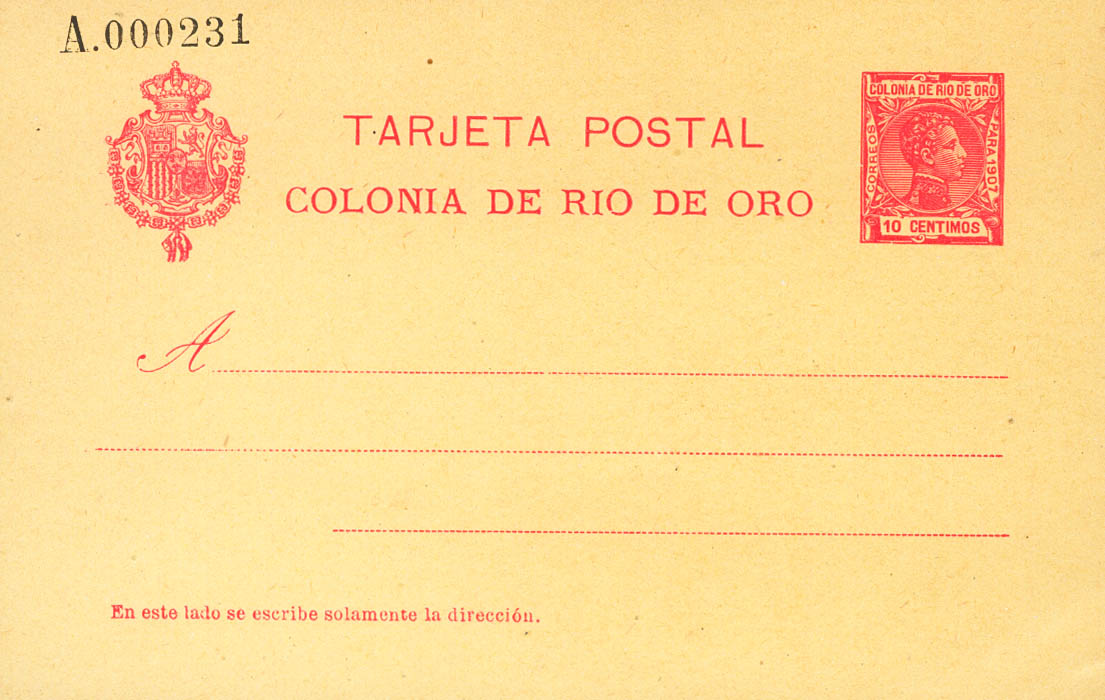 A.000231
TARJETA POSTAL
COLONIA DE RIO DE ORO
COLONIA DE RIO DE ORO
CORREOS
PARA 1907
10 CENTIMOS
A
En este lado se escribe solamente la dirección.